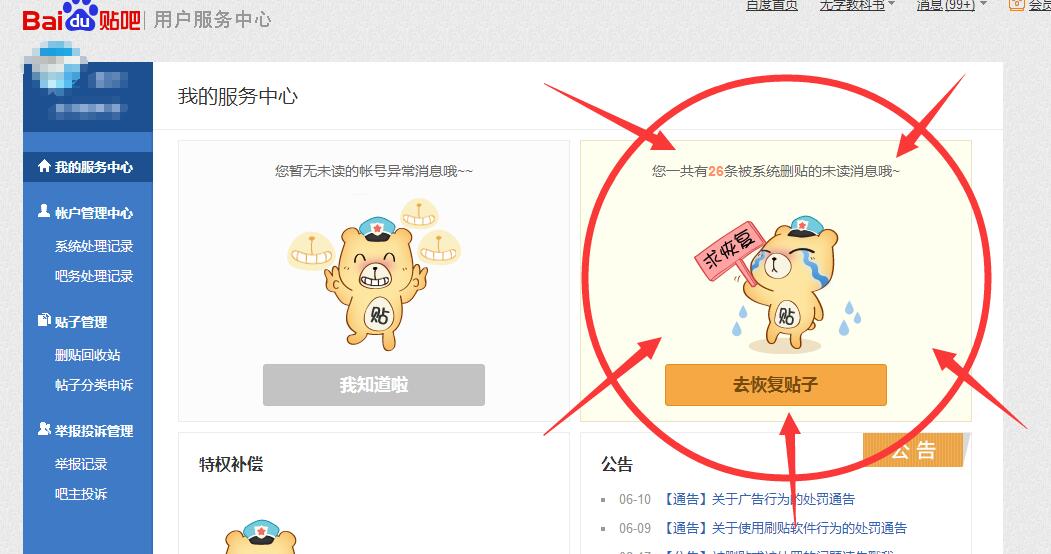 Bai du 贴吧 用户服务中心
百度首页 无字教科书 消息(99+) 会员
我的服务中心
帐户管理中心
系统处理记录
吧务处理记录
贴子管理
删贴回收站
帖子分类申诉
举报投诉管理
举报记录
吧主投诉
我的服务中心
您暂无未读的帐号异常消息哦~~
贴
我知道啦
您一共有26条被系统删贴的未读消息哦~
求恢复
贴
去恢复贴子
特权补偿
公告
公告
06-10 【通告】关于广告行为的处罚通告
06-09 【通告】关于使用刷贴软件行为的处罚通告